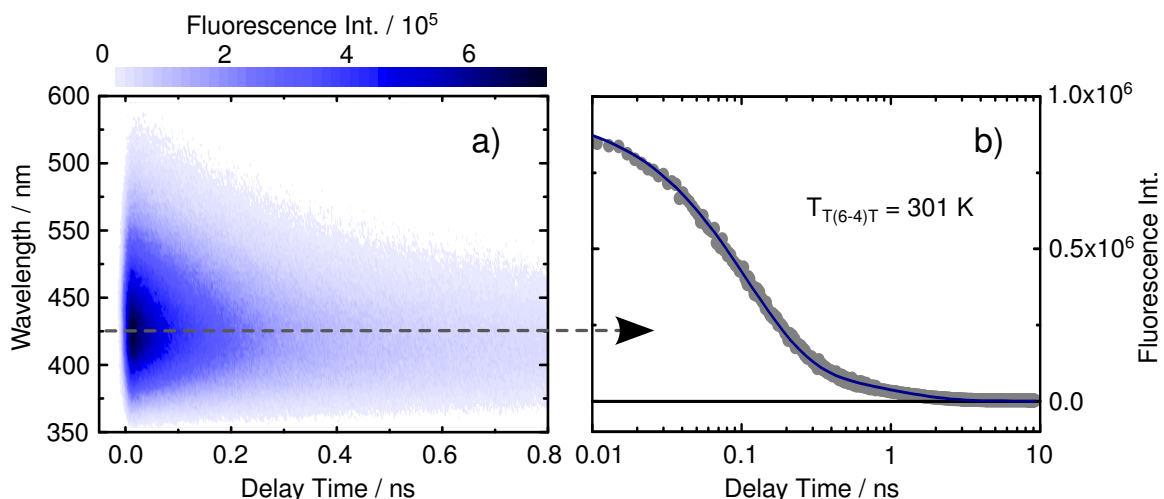 Fluorescence Int. / 10⁵
0 2 4 6
a)
Wavelength / nm
600
500
550
450
400
350
0.0 0.2 0.4 0.6 0.8
Delay Time / ns
b)
T_T(6-4)T = 301 K
1.0x10⁶
0.5x10⁶
0.0
Fluorescence Int.
0.01 0.1 1 10
Delay Time / ns